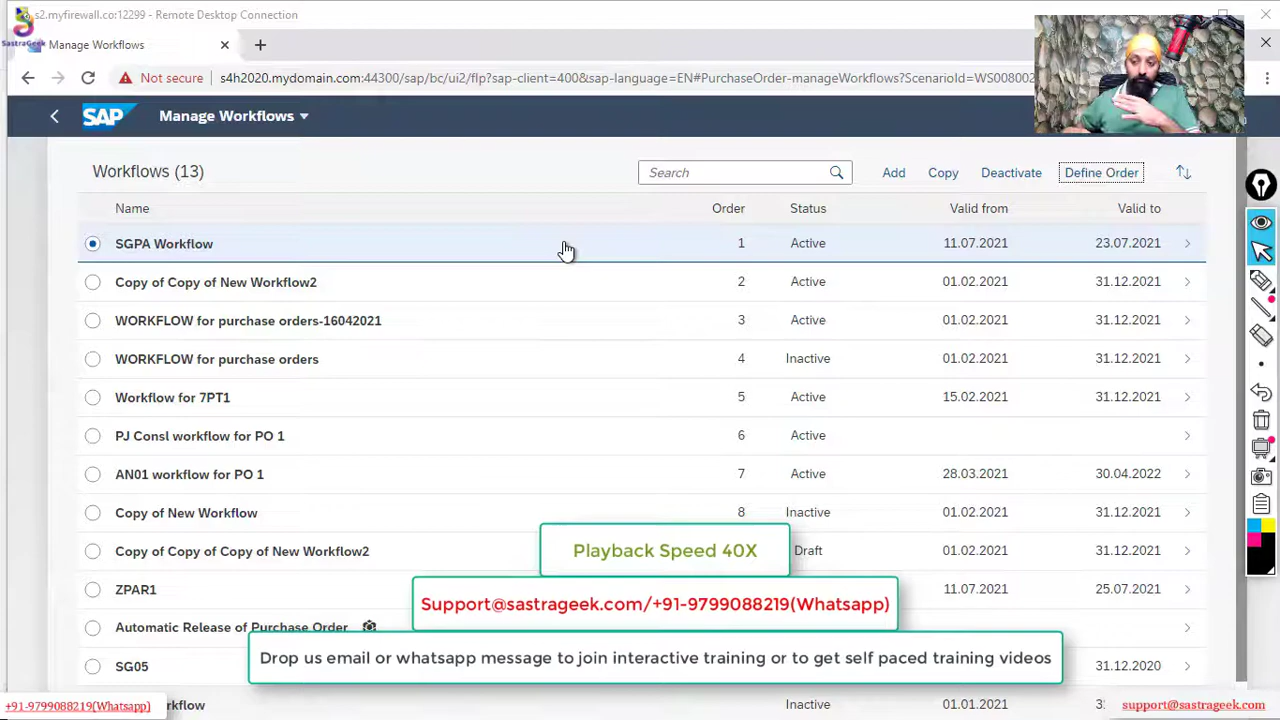 s2.myfirewall.co:12299 - Remote Desktop Connection
SastraGeek
Manage Workflows
Not secure s4h2020.mydomain.com:44300/sap/bc/ui2/flp?sap-client=400&sap-language=EN#PurchaseOrder-manageWorkflows?ScenarioId=WS008002
SAP Manage Workflows
Workflows (13) Search Add Copy Deactivate Define Order
Name Order Status Valid from Valid to
SGPA Workflow 1 Active 11.07.2021 23.07.2021
Copy of Copy of New Workflow2 2 Active 01.02.2021 31.12.2021
WORKFLOW for purchase orders-16042021 3 Active 01.02.2021 31.12.2021
WORKFLOW for purchase orders 4 Inactive 01.02.2021 31.12.2021
Workflow for 7PT1 5 Active 15.02.2021 31.12.2021
PJ Consl workflow for PO 1 6 Active
AN01 workflow for PO 1 7 Active 28.03.2021 30.04.2022
Copy of New Workflow 8 Inactive 01.02.2021 31.12.2021
Copy of Copy of Copy of New Workflow2 Draft 01.02.2021 31.12.2021
Playback Speed 40X
ZPAR1 11.07.2021 25.07.2021
Support@sastrageek.com/+91-9799088219(Whatsapp)
Automatic Release of Purchase Order
Drop us email or whatsapp message to join interactive training or to get self paced training videos
SG05 31.12.2020
+91-9799088219(Whatsapp) rkflow Inactive 01.01.2021 support@sastrageek.com